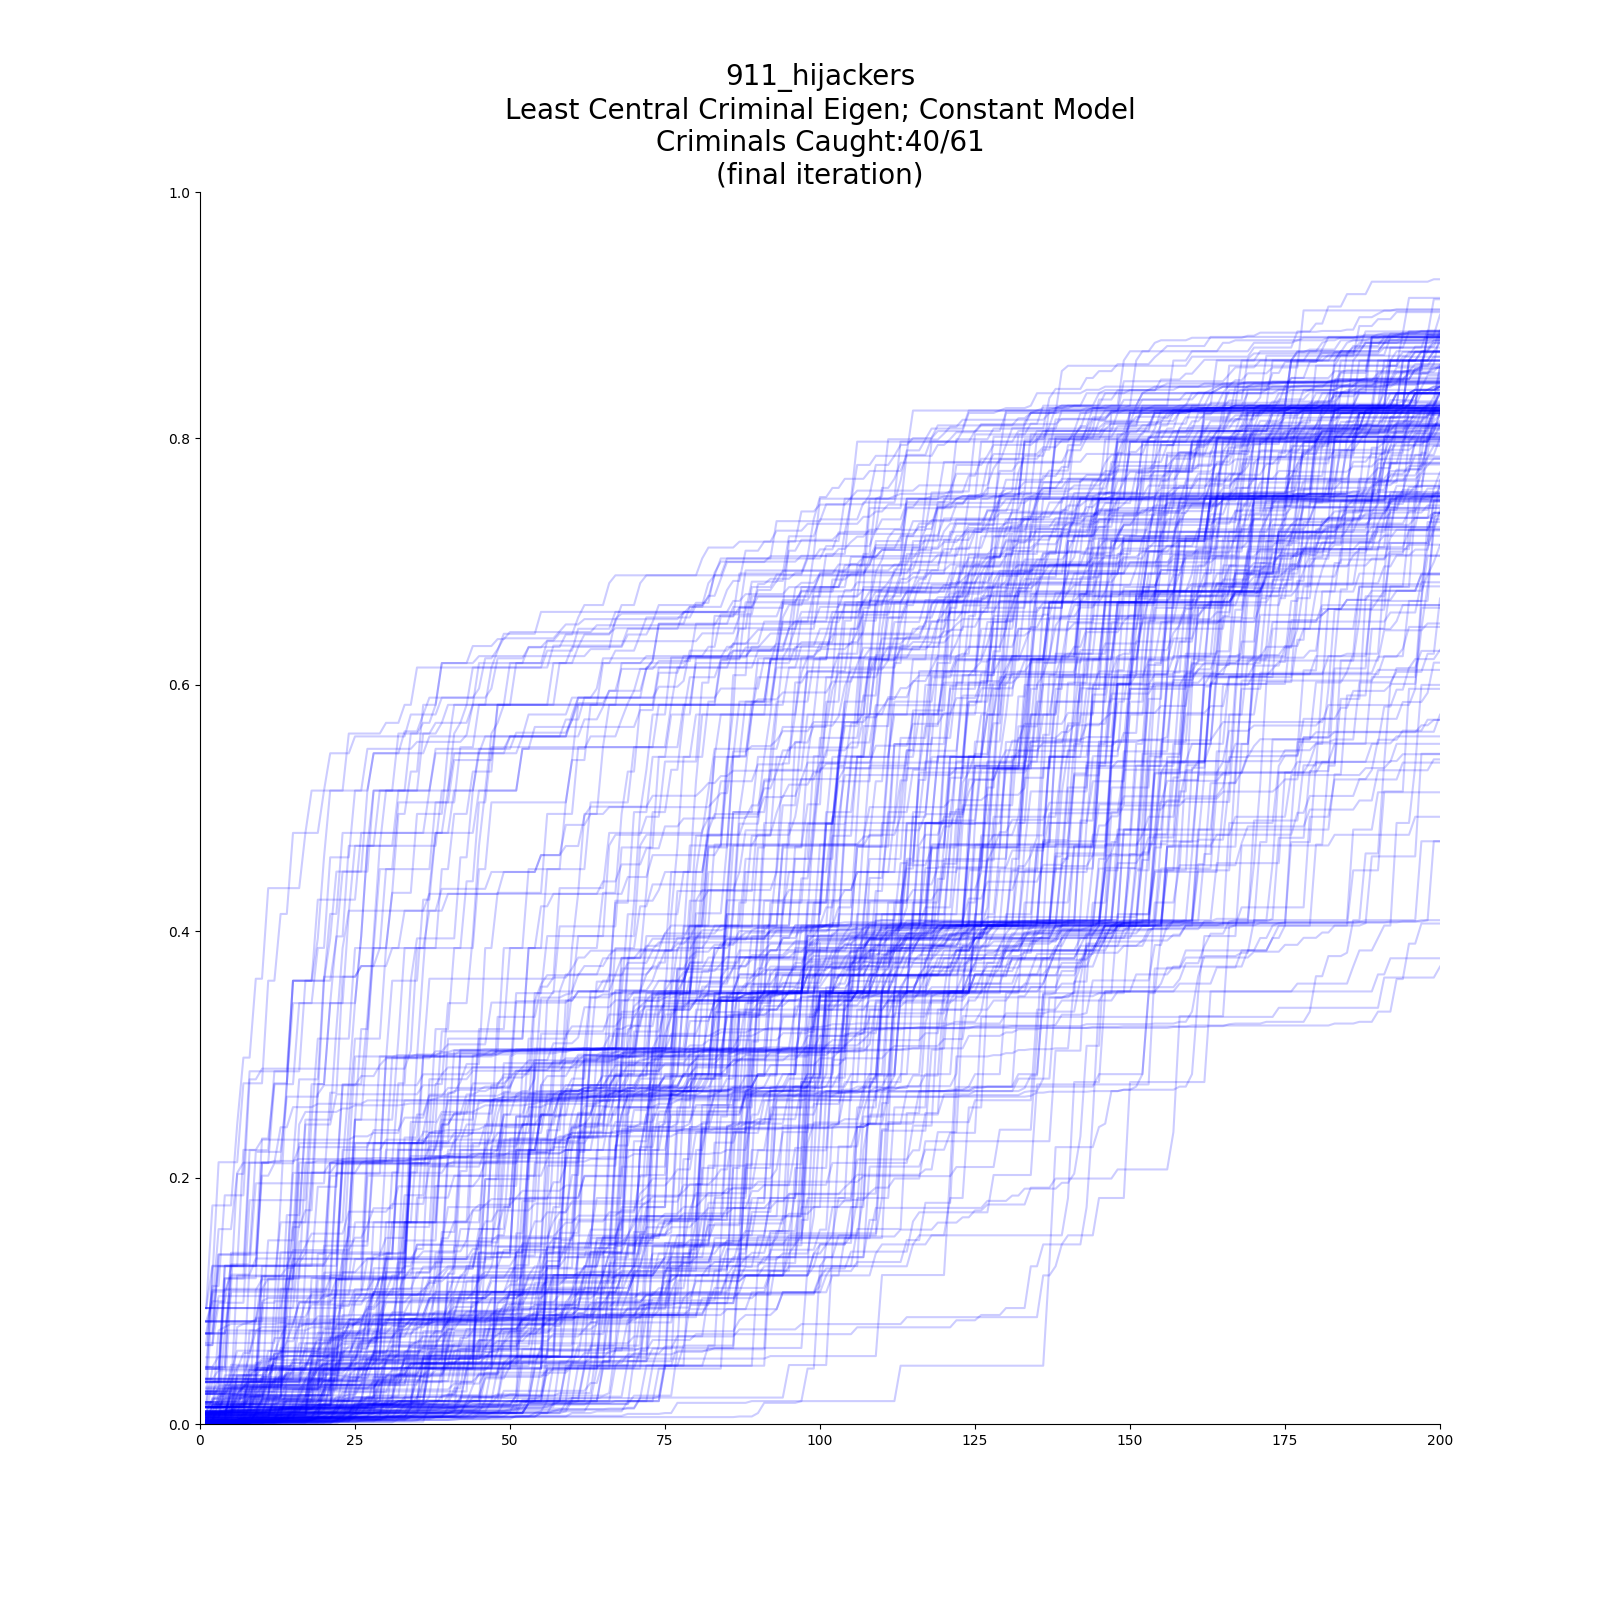 911_hijackers
Least Central Criminal Eigen; Constant Model
Criminals Caught:40/61
(final iteration)
1.0
0.8
0.6
0.4
0.2
0.0
0 25 50 75 100 125 150 175 200